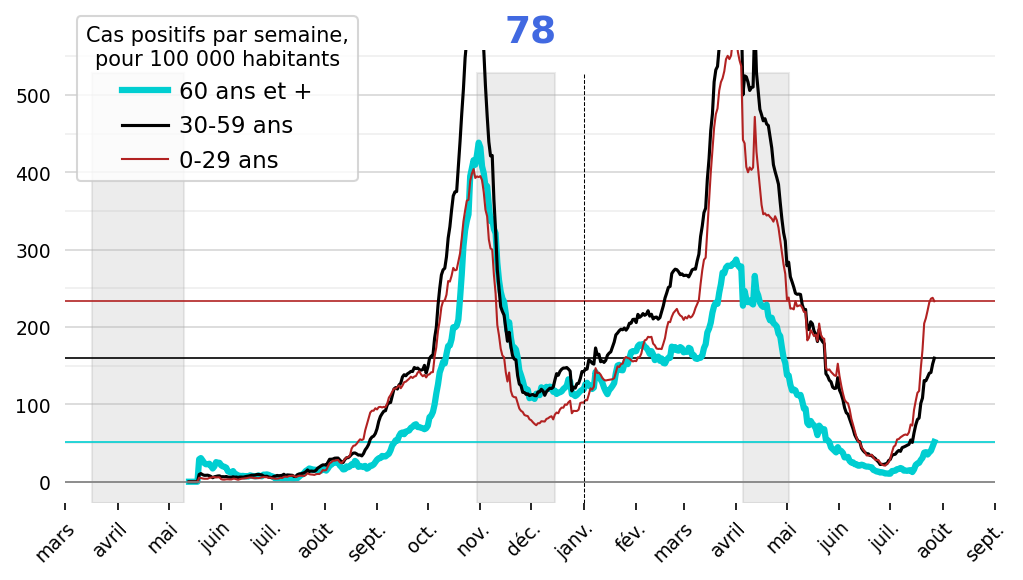 78
Cas positifs par semaine,
pour 100 000 habitants
60 ans et +
30-59 ans
0-29 ans
500
400
300
200
100
0
mars avril mai juin juil. août sept. oct. nov. déc. janv. fév. mars avril mai juin juil. août sept.